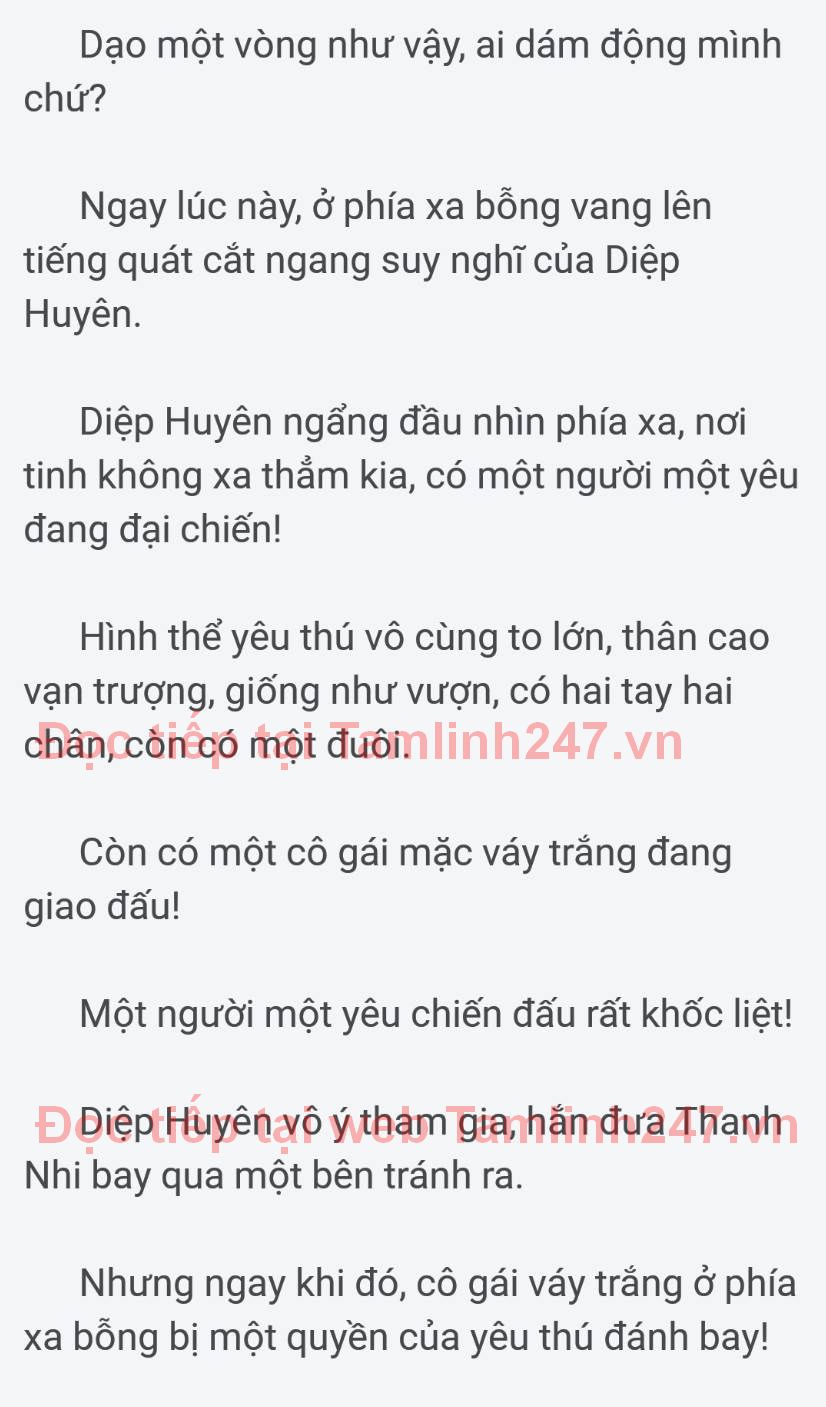 Dạo một vòng như vậy, ai dám động mình
chứ?
Ngay lúc này, ở phía xa bỗng vang lên
tiếng quát cắt ngang suy nghĩ của Diệp
Huyên.
Diệp Huyên ngẩng đầu nhìn phía xa, nơi
tinh không xa thẳm kia, có một người một yêu
đang đại chiến!
Hình thể yêu thú vô cùng to lớn, thân cao
vạn trượng, giống như vượn, có hai tay hai
chân, còn có một đuôi.
Đọc tiếp tại Tamlinh247.vn
Còn có một cô gái mặc váy trắng đang
giao đấu!
Một người một yêu chiến đấu rất khốc liệt!
Diệp Huyên vô ý tham gia, hắn đưa Thanh
Đọc tiếp tại web Tamlinh247.vn
Nhi bay qua một bên tránh ra.
Nhưng ngay khi đó, cô gái váy trắng ở phía
xa bỗng bị một quyền của yêu thú đánh bay!